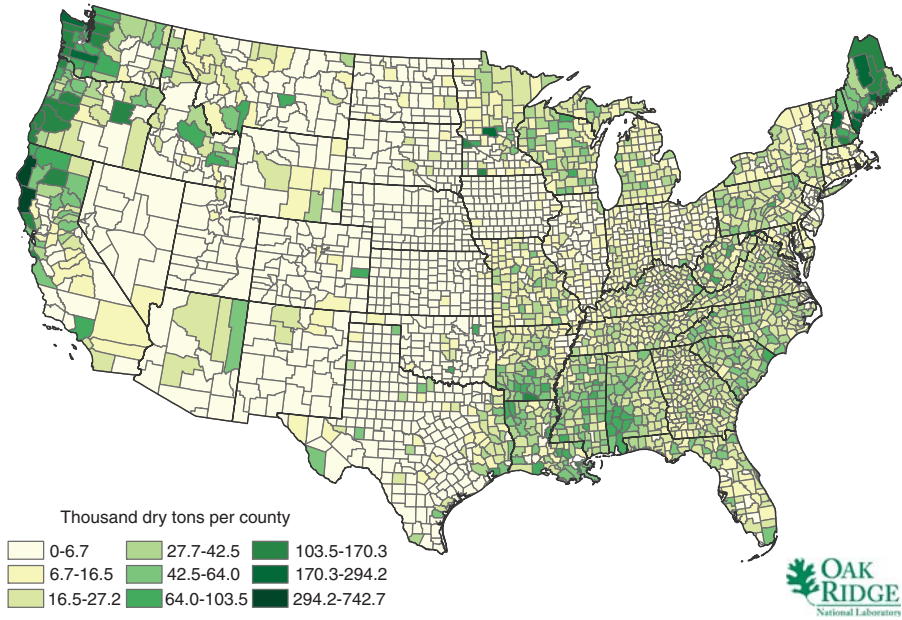 Thousand dry tons per county
0-6.7
27.7-42.5
103.5-170.3
6.7-16.5
42.5-64.0
170.3-294.2
16.5-27.2
64.0-103.5
294.2-742.7
OAK
RIDGE
National Laboratory